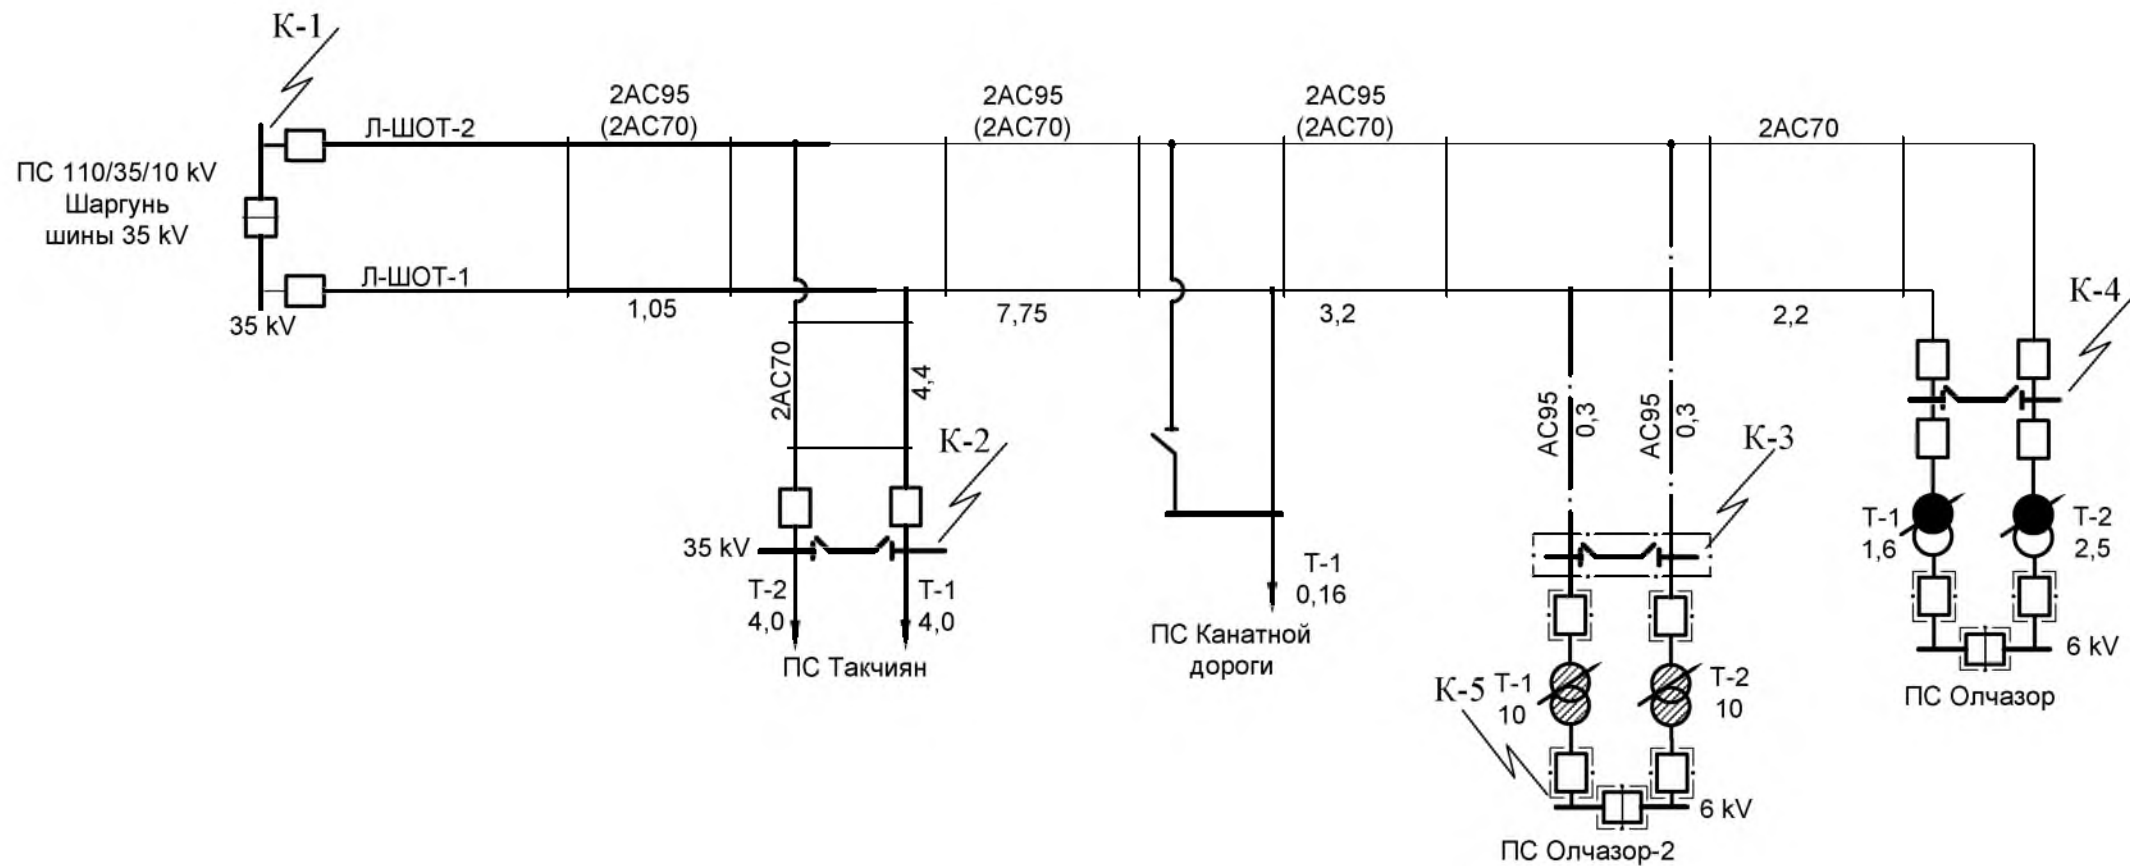 К-1
2АС95
(2АС70)
2АС95
(2АС70)
2АС95
(2АС70)
2АС70
Л-ШОТ-2
ПС 110/35/10 kV
Шаргунь
шины 35 kV
Л-ШОТ-1
35 kV
1,05
7,75
3,2
2,2
К-4
2АС70
4,4
К-2
АС95
0,3
АС95
0,3
К-3
35 kV
Т-2
4,0
Т-1
4,0
ПС Такчиян
Т-1
0,16
ПС Канатной
дороги
Т-1
1,6
Т-2
2,5
6 kV
ПС Олчазор
К-5
Т-1
10
Т-2
10
6 kV
ПС Олчазор-2